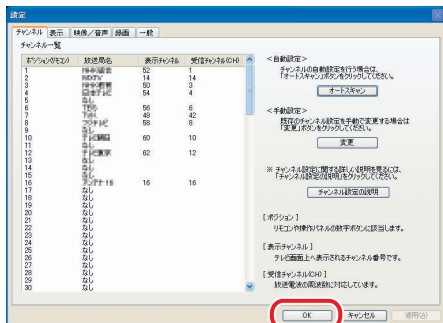 設定
チャンネル 表示 映像／音声 録画 一般
チャンネル一覧
ポジション(リモコン) 放送局名 表示チャンネル 受信チャンネル(CH)
1 52 1
2 14 14
3 50 3
4 54 4
5 なし
6 56 6
7 48 42
8 58 8
9 なし
10 60 10
11 なし
12 62 12
13 なし
14 なし
15 なし
16 16 16
17 なし
18 なし
19 なし
20 なし
21 なし
22 なし
23 なし
24 なし
25 なし
26 なし
27 なし
28 なし
29 なし
30 なし
＜自動設定＞
チャンネルの自動設定を行う場合は、
「オートスキャン」ボタンをクリックしてください。
オートスキャン
＜手動設定＞
既存のチャンネル設定を手動で変更する場合は
「変更」ボタンをクリックしてください。
変更
※ チャンネル設定に関する詳しい説明を見るには、
「チャンネル設定の説明」をクリックしてください。
チャンネル設定の説明
[ ポジション ]
リモコンや操作パネルの数字ボタンに該当します。
[ 表示チャンネル ]
テレビ画面上へ表示されるチャンネル番号です。
[ 受信チャンネル(CH) ]
放送電波の周波数に対応しています。
OK キャンセル 適用(A)